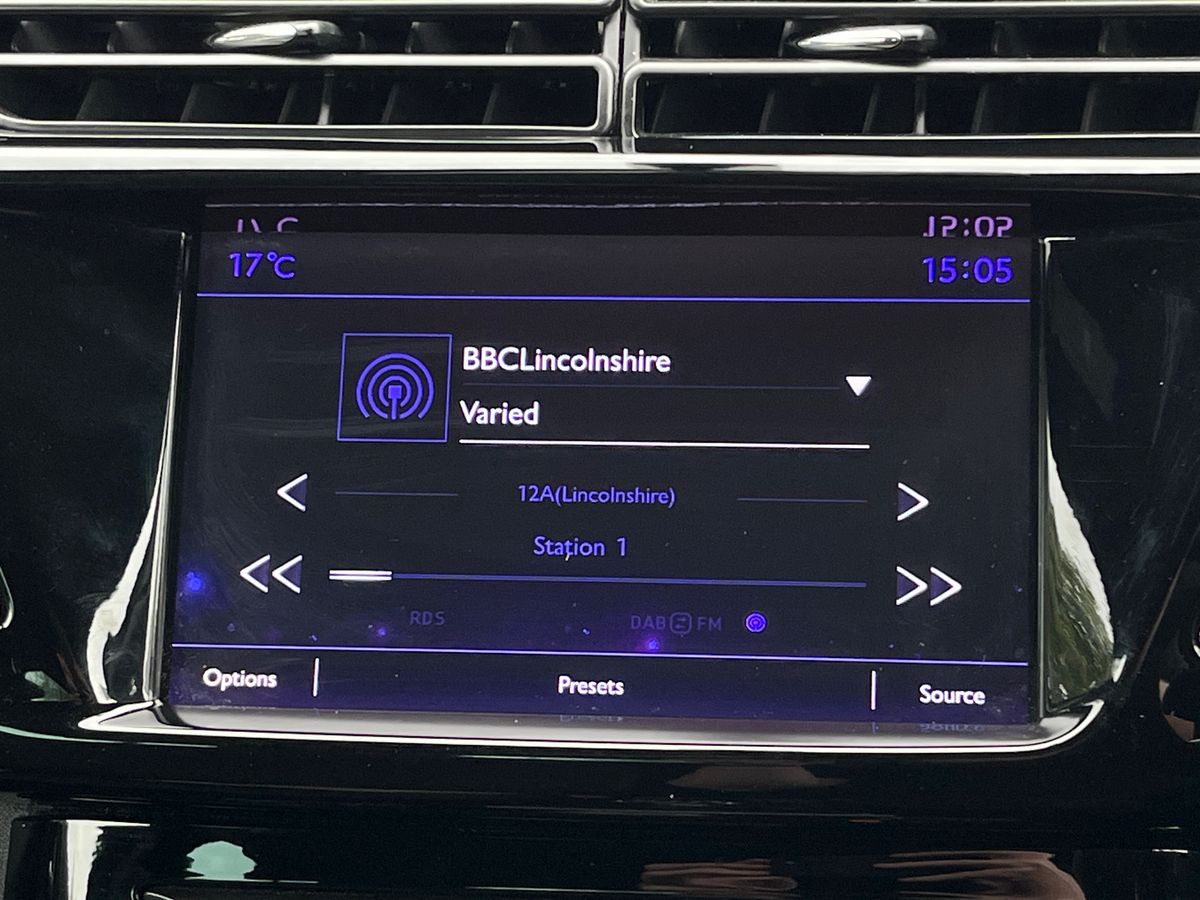 17°C 15:05
BBCLincolnshire
Varied
12A(Lincolnshire)
Station 1
RDS DAB FM
Options Presets Source